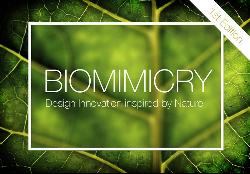 1st Edition
BIOMIMICRY
Design Innovation inspired by Nature